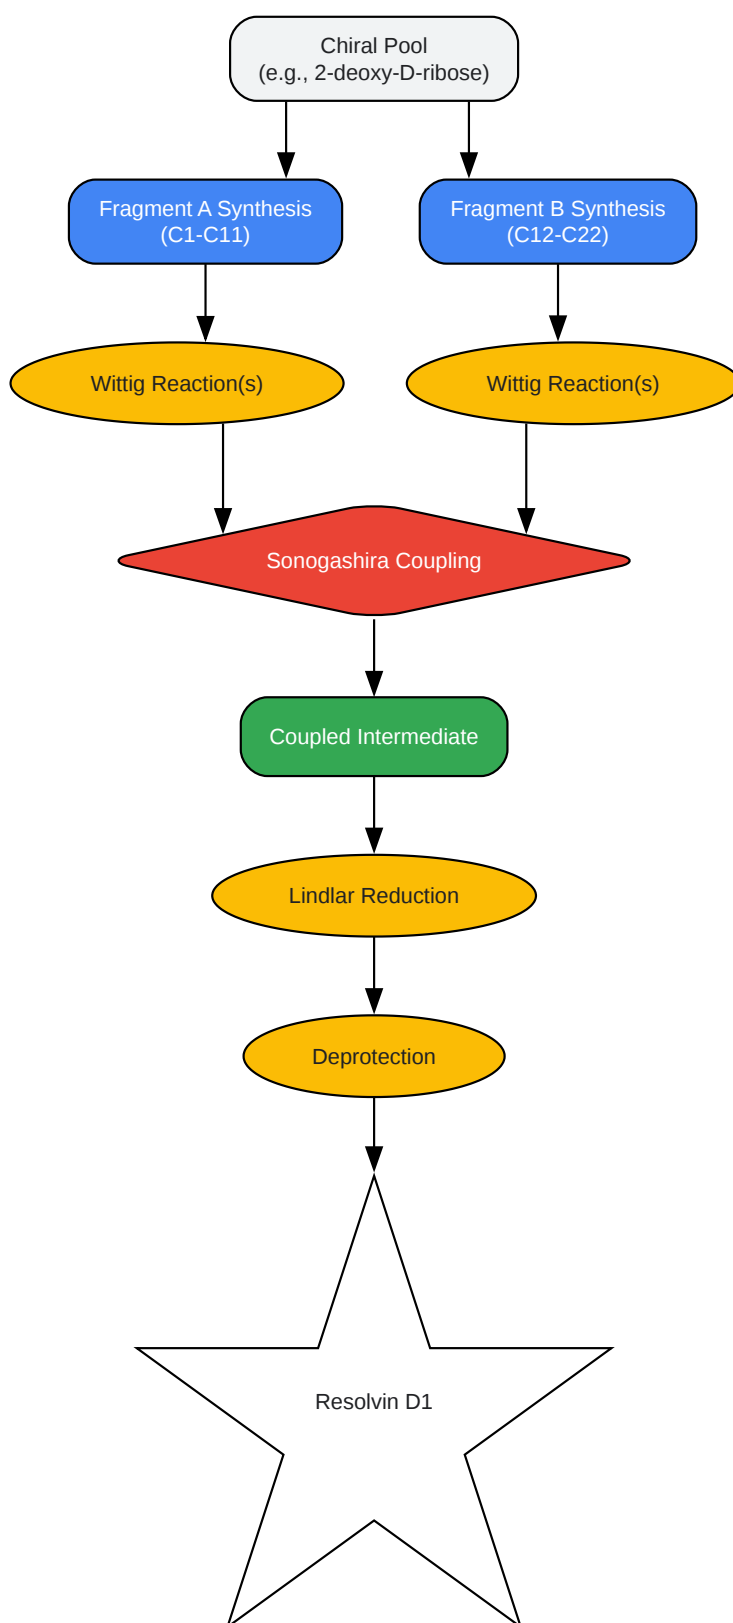 Chiral Pool
(e.g., 2-deoxy-D-ribose)
Fragment A Synthesis
(C1-C11)
Fragment B Synthesis
(C12-C22)
Wittig Reaction(s)
Wittig Reaction(s)
Sonogashira Coupling
Coupled Intermediate
Lindlar Reduction
Deprotection
Resolvin D1